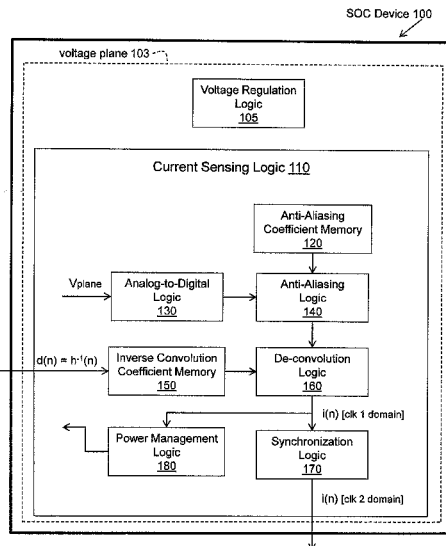 SOC Device 100
voltage plane 103
Voltage Regulation
Logic
105
Current Sensing Logic 110
Anti-Aliasing
Coefficient Memory
120
Vplane
Analog-to-Digital
Logic
130
Anti-Aliasing
Logic
140
d(n) = h⁻¹(n)
Inverse Convolution
Coefficient Memory
150
De-convolution
Logic
160
i(n) [clk 1 domain]
Power Management
Logic
180
Synchronization
Logic
170
i(n) [clk 2 domain]